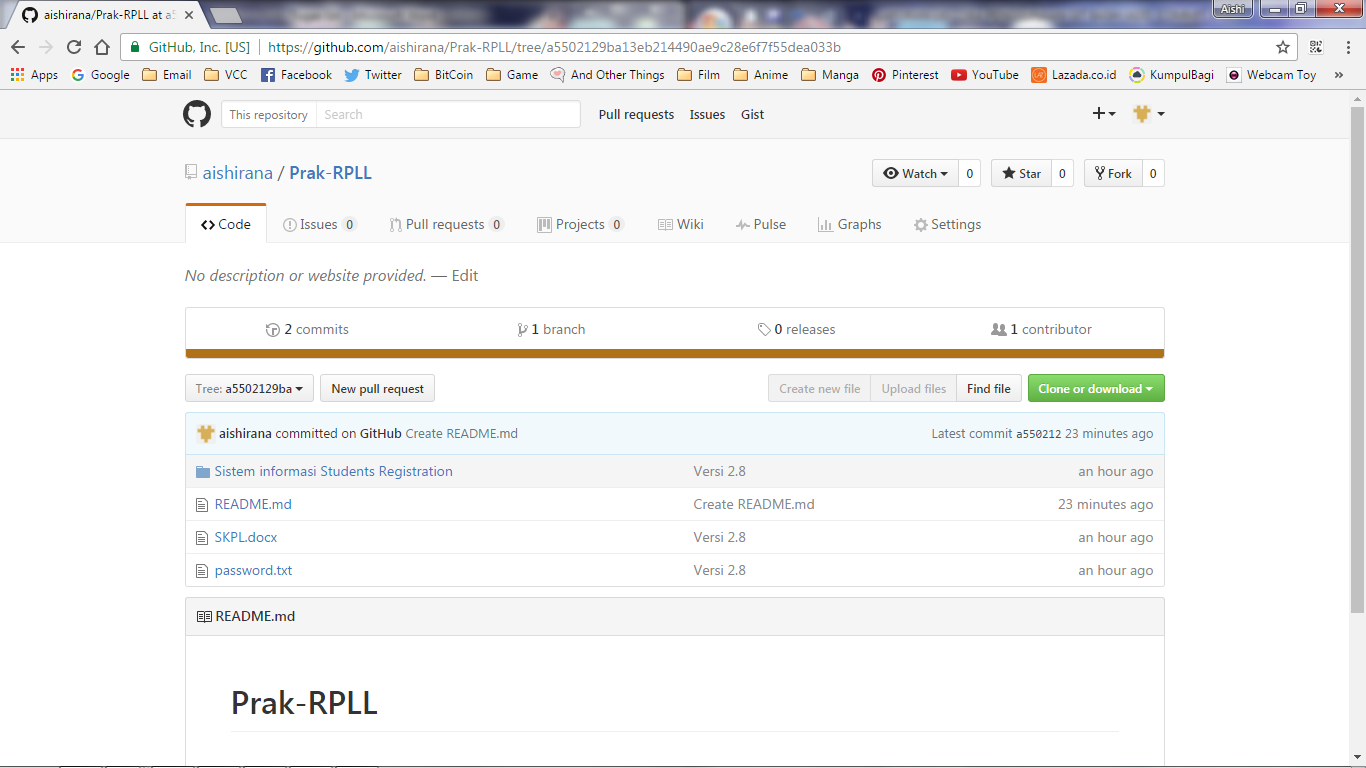 aishirana/Prak-RPLL at a5
Aishi
GitHub, Inc. [US] https://github.com/aishirana/Prak-RPLL/tree/a5502129ba13eb214490ae9c28e6f7f55dea033b
Apps Google Email VCC Facebook Twitter BitCoin Game And Other Things Film Anime Manga Pinterest YouTube Lazada.co.id KumpulBagi Webcam Toy »
This repository Search Pull requests Issues Gist
aishirana / Prak-RPLL Watch 0 Star 0 Fork 0
Code Issues 0 Pull requests 0 Projects 0 Wiki Pulse Graphs Settings
No description or website provided. — Edit
2 commits 1 branch 0 releases 1 contributor
Tree: a5502129ba New pull request Create new file Upload files Find file Clone or download
aishirana committed on GitHub Create README.md Latest commit a550212 23 minutes ago
Sistem informasi Students Registration Versi 2.8 an hour ago
README.md Create README.md 23 minutes ago
SKPL.docx Versi 2.8 an hour ago
password.txt Versi 2.8 an hour ago
README.md
Prak-RPLL